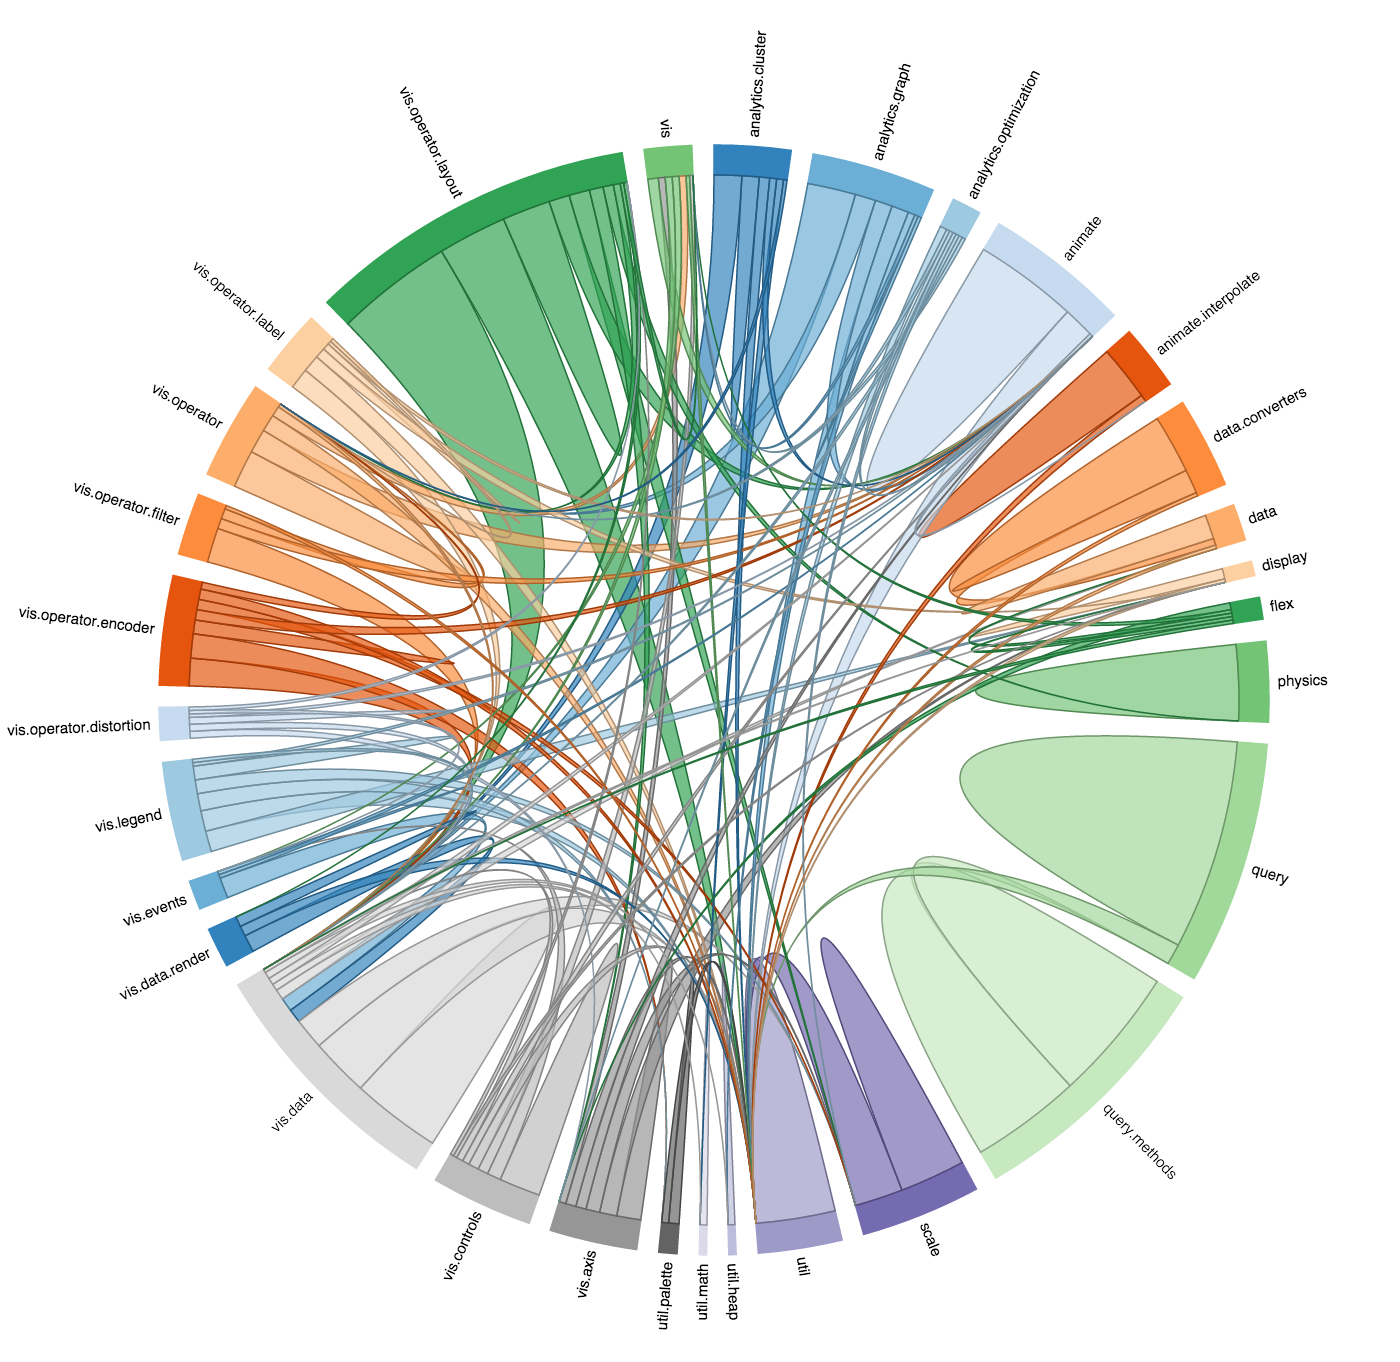 analytics.cluster
analytics.graph
analytics.optimization
animate
animate.interpolate
data.converters
data
display
flex
physics
query
query.methods
scale
util
util.heap
util.math
util.palette
vis.axis
vis.controls
vis.data
vis.data.render
vis.events
vis.legend
vis.operator.distortion
vis.operator.encoder
vis.operator.filter
vis.operator
vis.operator.label
vis.operator.layout
vis